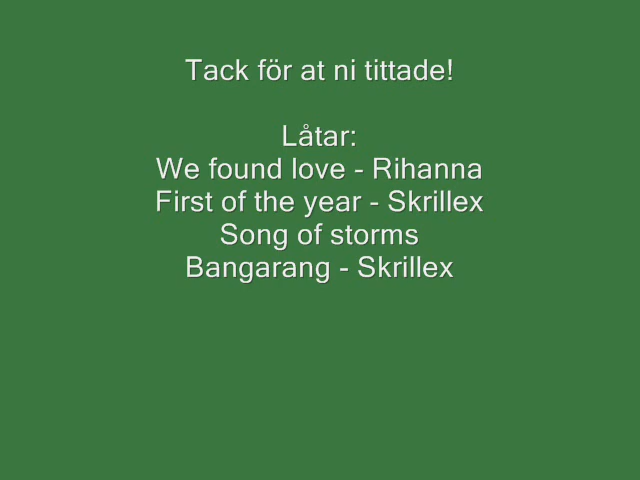 Tack för at ni tittade!
Låtar:
We found love - Rihanna
First of the year - Skrillex
Song of storms
Bangarang - Skrillex